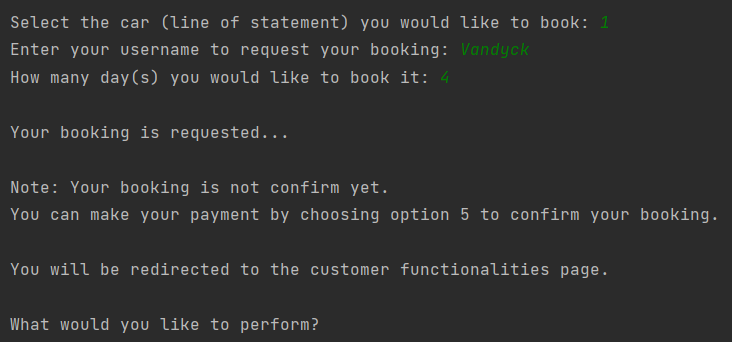 Select the car (line of statement) you would like to book: 1
Enter your username to request your booking: Vandyck
How many day(s) you would like to book it: 4
Your booking is requested...
Note: Your booking is not confirm yet.
You can make your payment by choosing option 5 to confirm your booking.
You will be redirected to the customer functionalities page.
What would you like to perform?